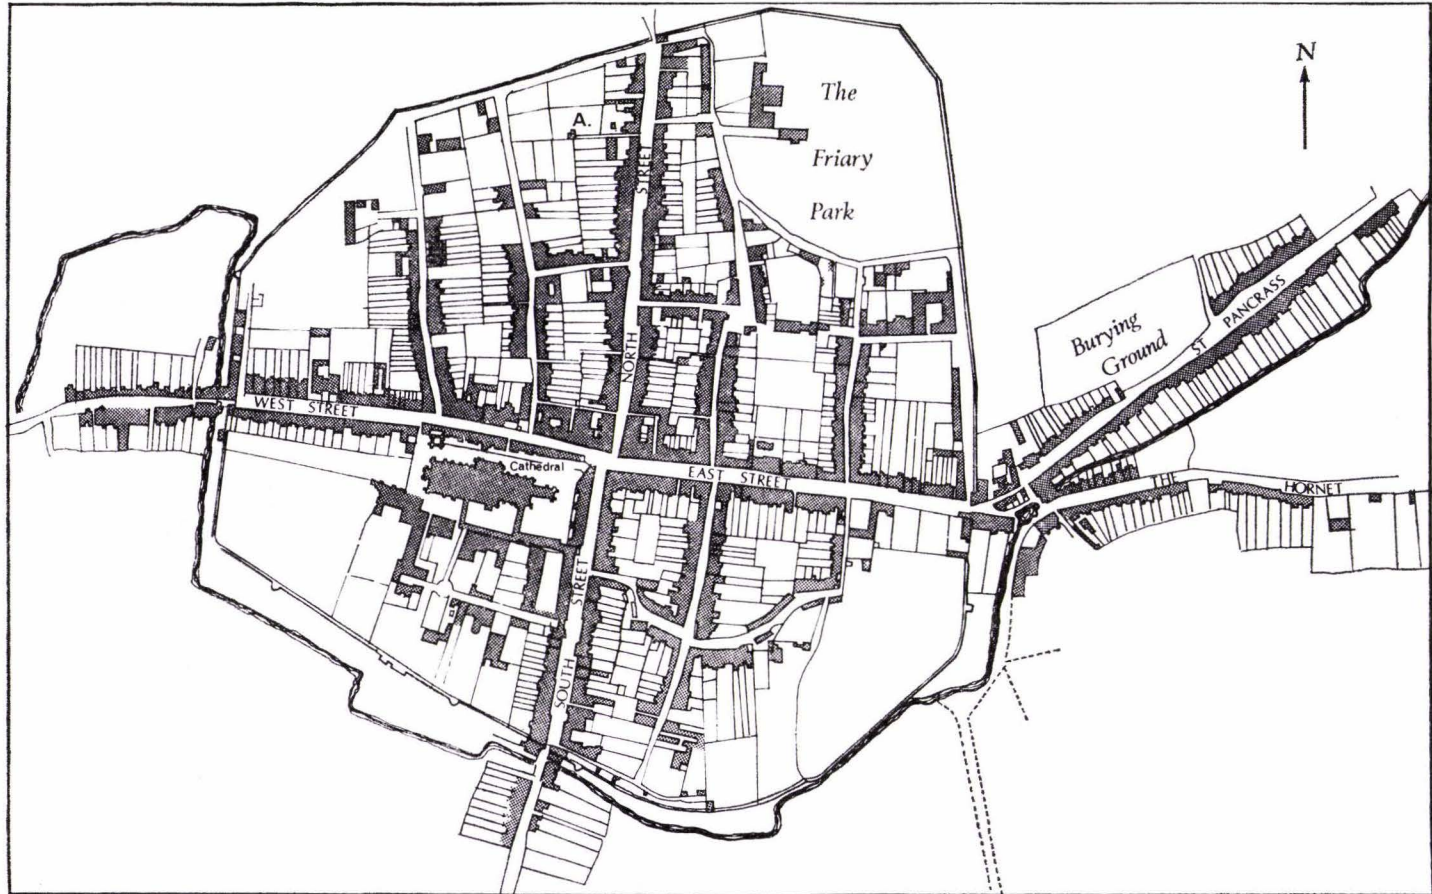 The
Friary
Park
N
A.
STREET
NORTH
WEST STREET
Cathedral
EAST STREET
Burying
Ground
ST PANCRASS
THE HORNET
STREET
SOUTH